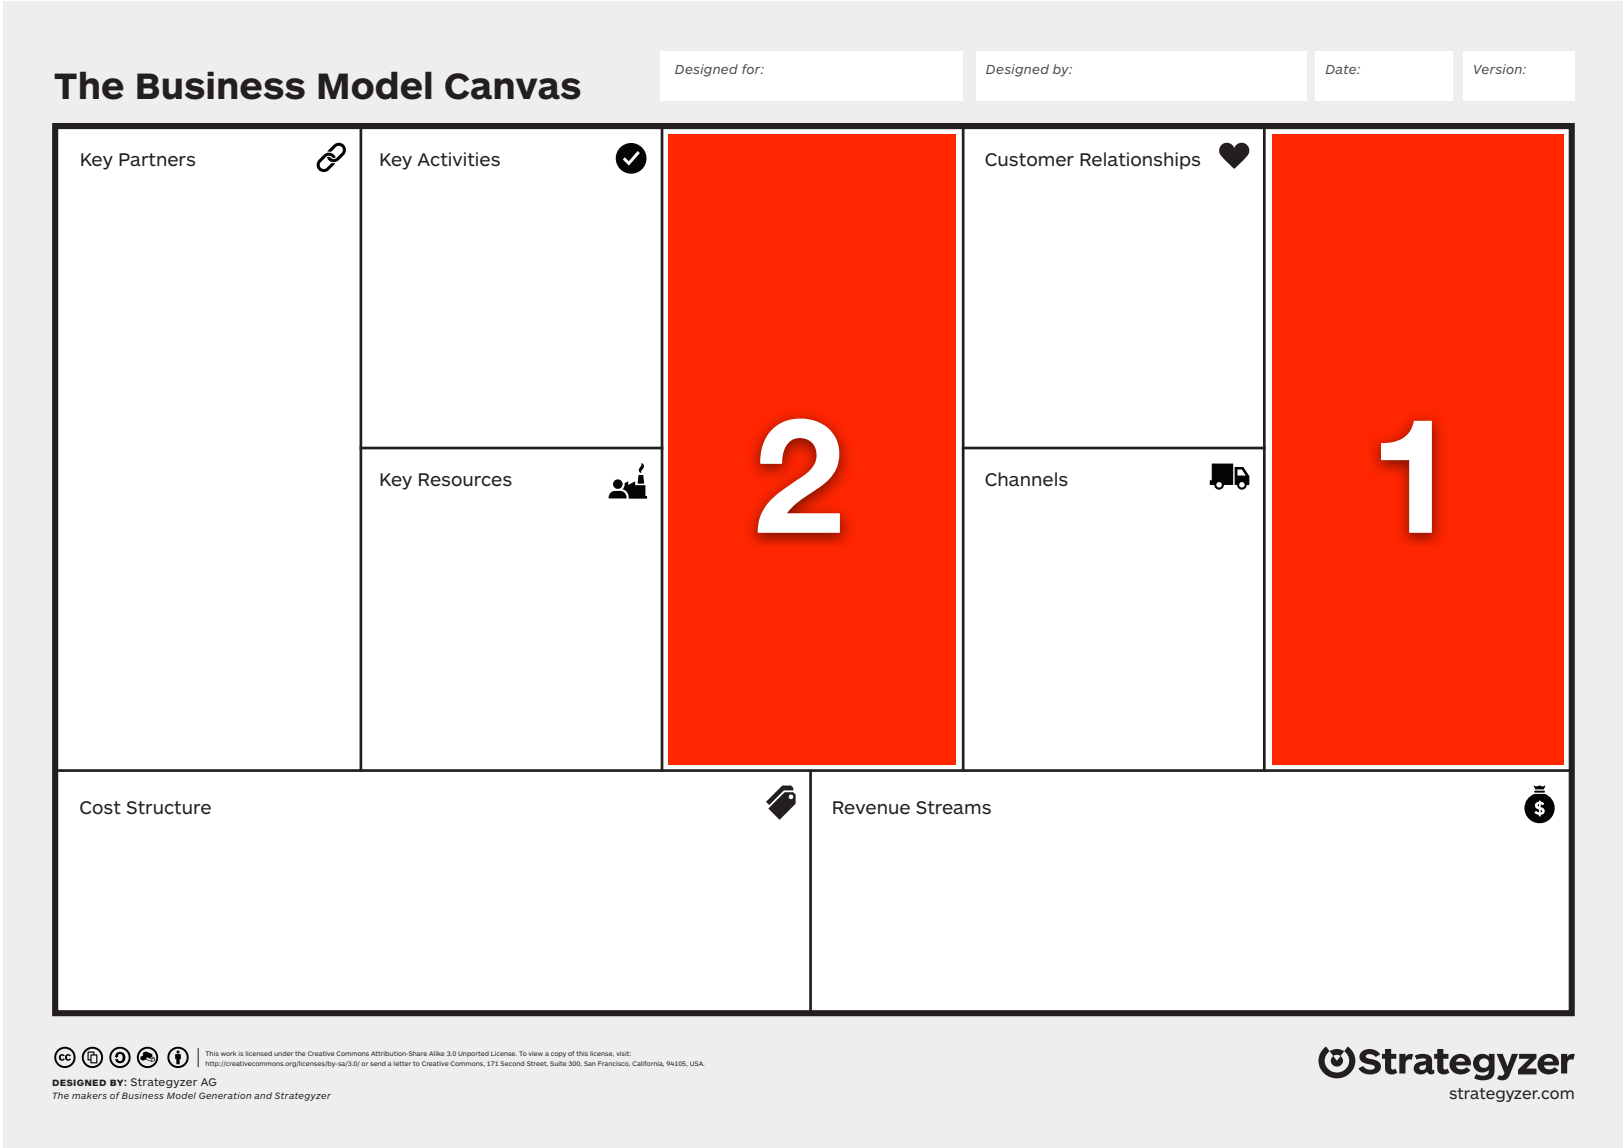 The Business Model Canvas
Designed for:
Designed by:
Date:
Version:
Key Partners
Key Activities
2
Customer Relationships
1
Key Resources
Channels
Cost Structure
Revenue Streams
$
cc
This work is licensed under the Creative Commons Attribution-Share Alike 3.0 Unported License. To view a copy of this license, visit:
http://creativecommons.org/licenses/by-sa/3.0/ or send a letter to Creative Commons, 171 Second Street, Suite 300, San Francisco, California, 94105, USA.
DESIGNED BY: Strategyzer AG
The makers of Business Model Generation and Strategyzer
Strategyzer
strategyzer.com